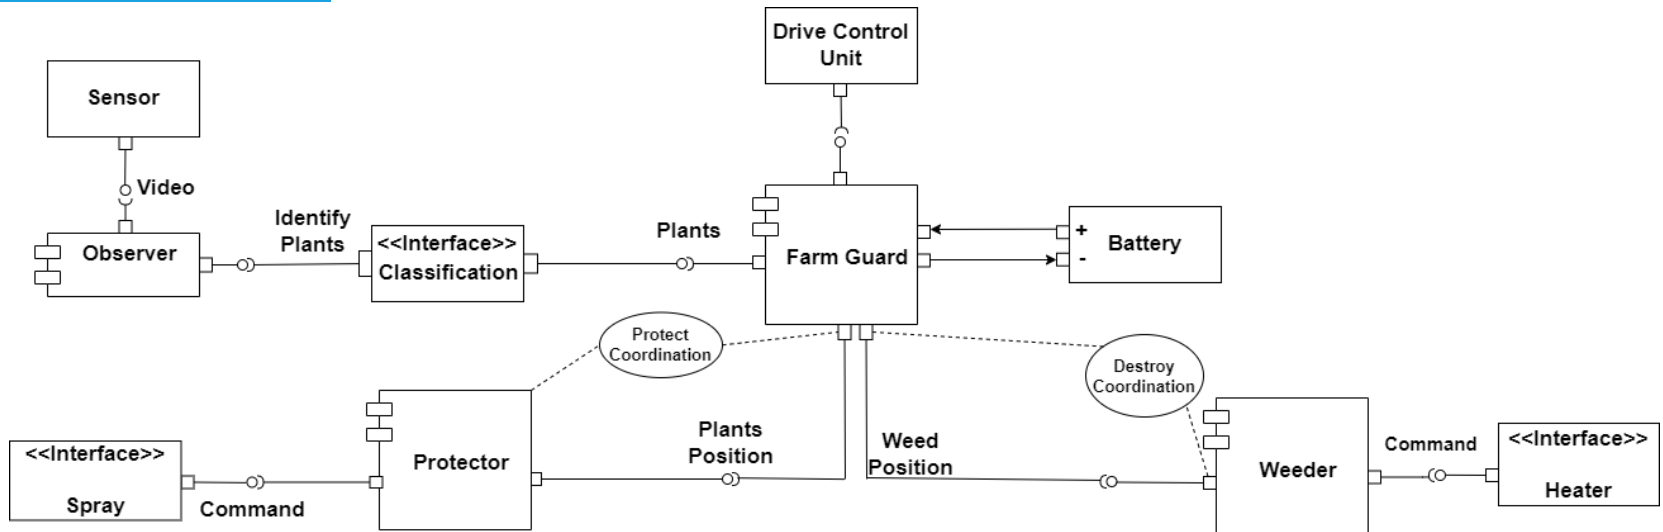 Drive Control
Unit
Sensor
Video
Observer
Identify
Plants
<<Interface>>
Classification
Plants
Farm Guard
+
-
Battery
Protect
Coordination
Destroy
Coordination
<<Interface>>
Spray
Command
Protector
Plants
Position
Weed
Position
Weeder
Command
<<Interface>>
Heater